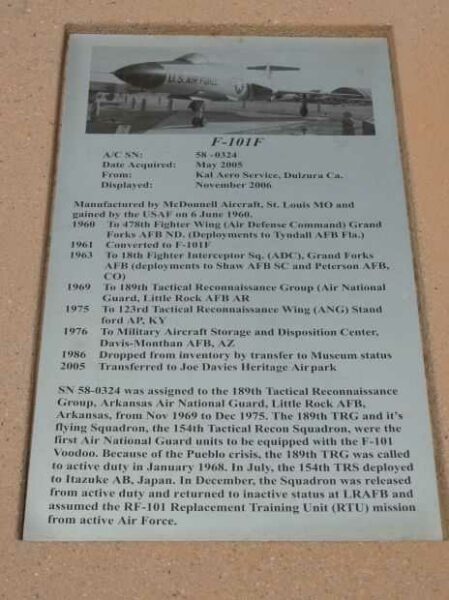 U.S. AIR FORCE
F-101F
A/C SN: 58 -0324
Date Acquired: May 2005
From: Kal Aero Service, Dulzura Ca.
Displayed: November 2006
Manufactured by McDonnell Aircraft, St. Louis MO and
gained by the USAF on 6 June 1960.
1960 To 478th Fighter Wing (Air Defense Command) Grand
Forks AFB ND. (Deployments to Tyndall AFB Fla.)
1961 Converted to F-101F
1963 To 18th Fighter Interceptor Sq. (ADC), Grand Forks
AFB (deployments to Shaw AFB SC and Peterson AFB,
CO)
1969 To 189th Tactical Reconnaissance Group (Air National
Guard, Little Rock AFB AR
1975 To 123rd Tactical Reconnaissance Wing (ANG) Stand
ford AP, KY
1976 To Military Aircraft Storage and Disposition Center,
Davis-Monthan AFB, AZ
1986 Dropped from inventory by transfer to Museum status
2005 Transferred to Joe Davies Heritage Airpark
SN 58-0324 was assigned to the 189th Tactical Reconnaissance
Group, Arkansas Air National Guard, Little Rock AFB,
Arkansas, from Nov 1969 to Dec 1975. The 189th TRG and it's
flying Squadron, the 154th Tactical Recon Squadron, were the
first Air National Guard units to be equipped with the F-101
Voodoo. Because of the Pueblo crisis, the 189th TRG was called
to active duty in January 1968. In July, the 154th TRS deployed
to Itazuke AB, Japan. In December, the Squadron was released
from active duty and returned to inactive status at LRAFB and
assumed the RF-101 Replacement Training Unit (RTU) mission
from active Air Force.